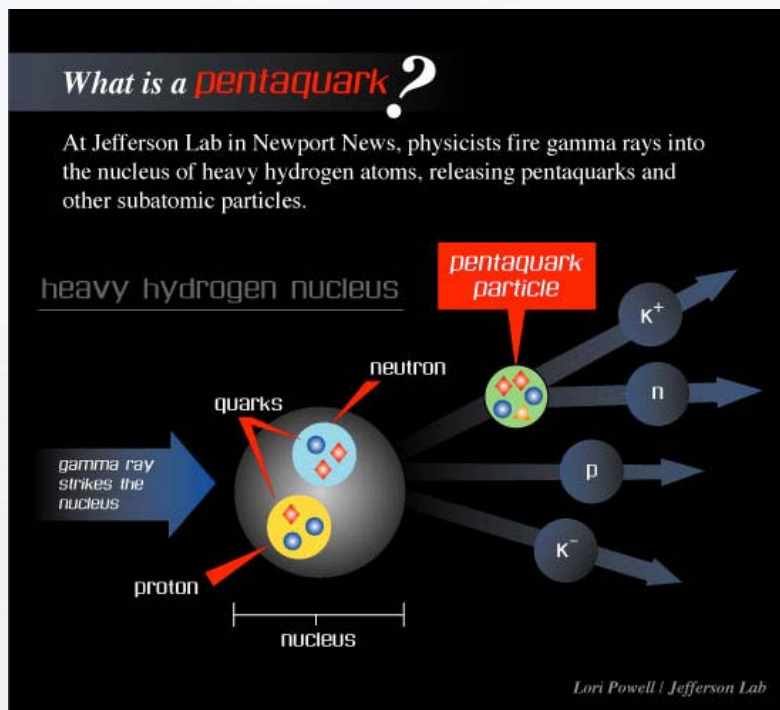 What is a pentaquark?
At Jefferson Lab in Newport News, physicists fire gamma rays into
the nucleus of heavy hydrogen atoms, releasing pentaquarks and
other subatomic particles.
heavy hydrogen nucleus
pentaquark
particle
K+
neutron
n
quarks
gamma ray
strikes the
nucleus
p
K−
proton
nucleus
Lori Powell / Jefferson Lab